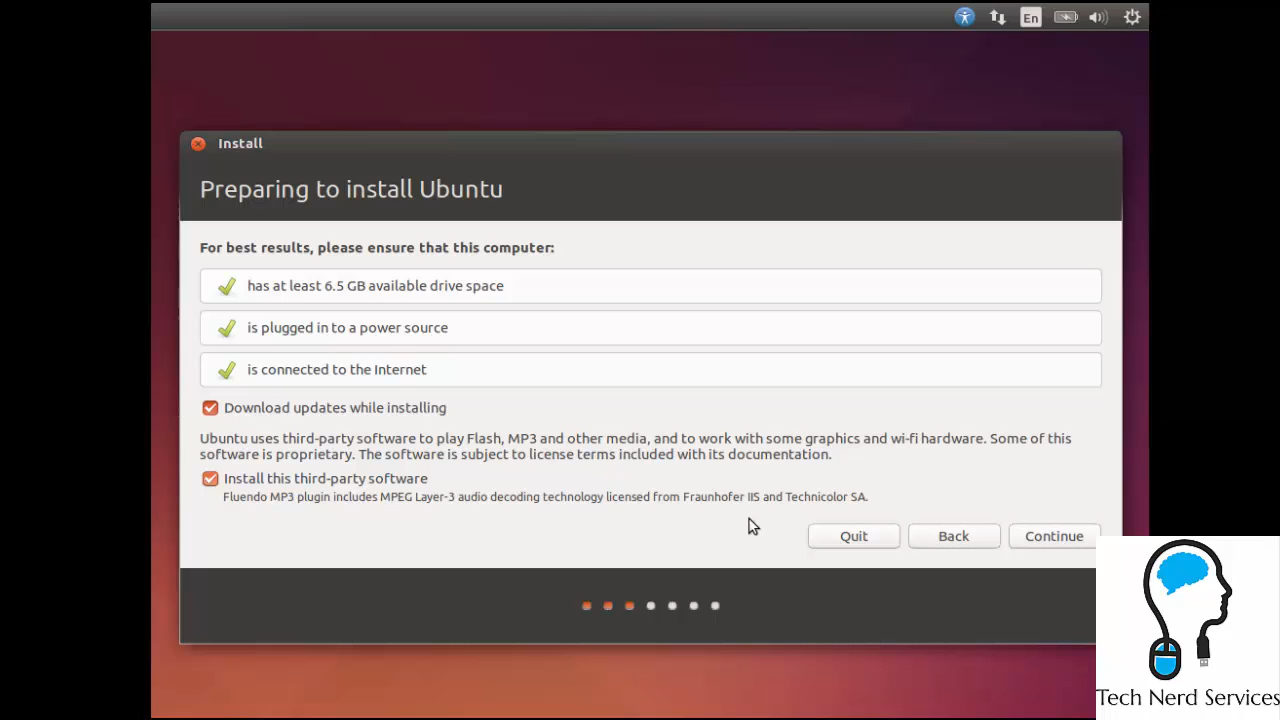 En
Install
Preparing to install Ubuntu
For best results, please ensure that this computer:
has at least 6.5 GB available drive space
is plugged in to a power source
is connected to the Internet
Download updates while installing
Ubuntu uses third-party software to play Flash, MP3 and other media, and to work with some graphics and wi-fi hardware. Some of this
software is proprietary. The software is subject to license terms included with its documentation.
Install this third-party software
Fluendo MP3 plugin includes MPEG Layer-3 audio decoding technology licensed from Fraunhofer IIS and Technicolor SA.
Quit Back Continue
Tech Nerd Services